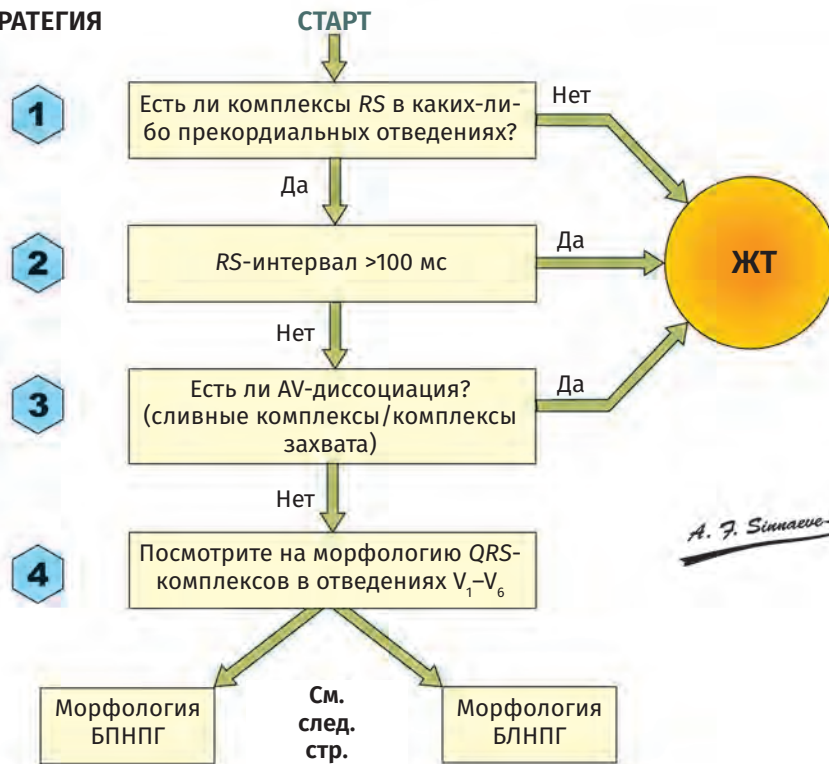 РАТЕГИЯ
СТАРТ
1
Есть ли комплексы RS в каких-ли-
бо прекордиальных отведениях?
Нет
Да
2
RS-интервал >100 мс
Да
ЖТ
Нет
3
Есть ли AV-диссоциация?
(сливные комплексы/комплексы
захвата)
Да
Нет
A. F. Sinnaeve
4
Посмотрите на морфологию QRS-
комплексов в отведениях V₁–V₆
Морфология
БПНПГ
См.
след.
стр.
Морфология
БЛНПГ